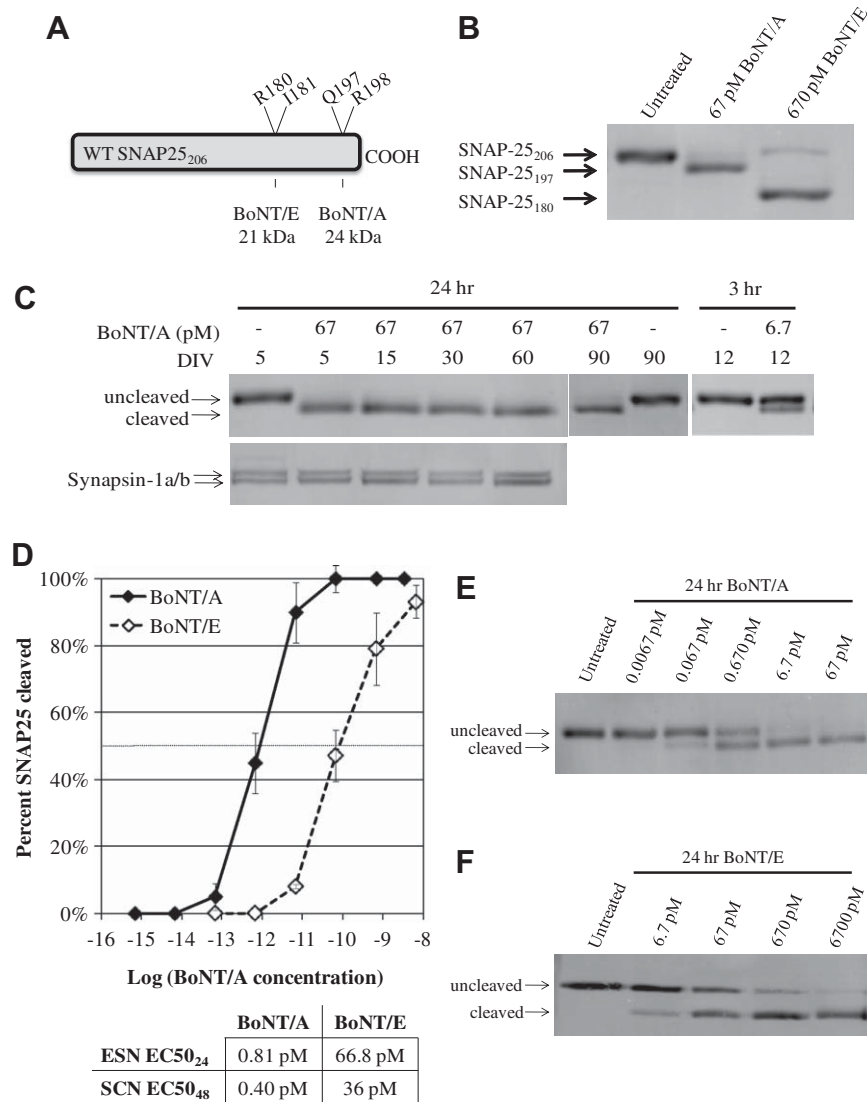 A
R180
I181
Q197
R198
WT SNAP25206
COOH
BoNT/E
21 kDa
BoNT/A
24 kDa
B
Untreated
67 pM BoNT/A
670 pM BoNT/E
SNAP-25206
SNAP-25197
SNAP-25180
C
24 hr
3 hr
BoNT/A (pM) - 67 67 67 67 67 - - 6.7
DIV 5 5 15 30 60 90 90 12 12
uncleaved
cleaved
Synapsin-1a/b
D
Percent SNAP25 cleaved
100%
80%
60%
40%
20%
0%
BoNT/A
BoNT/E
-16 -15 -14 -13 -12 -11 -10 -9 -8
Log (BoNT/A concentration)
BoNT/A BoNT/E
ESN EC5024 0.81 pM 66.8 pM
SCN EC5048 0.40 pM 36 pM
E
24 hr BoNT/A
Untreated
0.0067 pM
0.067 pM
0.670 pM
6.7 pM
67 pM
uncleaved
cleaved
F
24 hr BoNT/E
Untreated
6.7 pM
67 pM
670 pM
6700 pM
uncleaved
cleaved